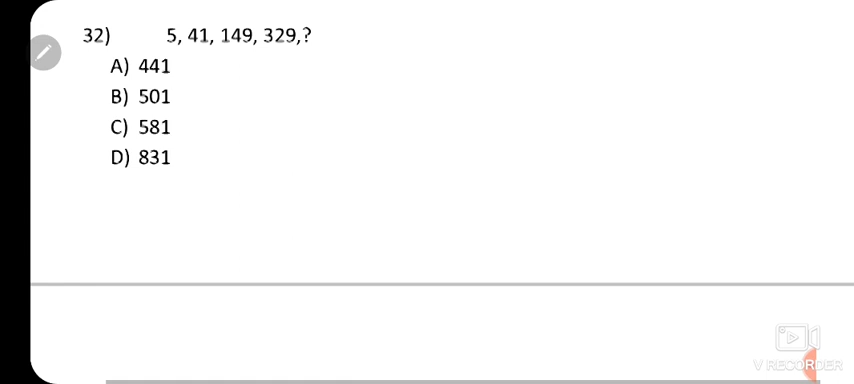 32) 5, 41, 149, 329,?
A) 441
B) 501
C) 581
D) 831
V RECORDER